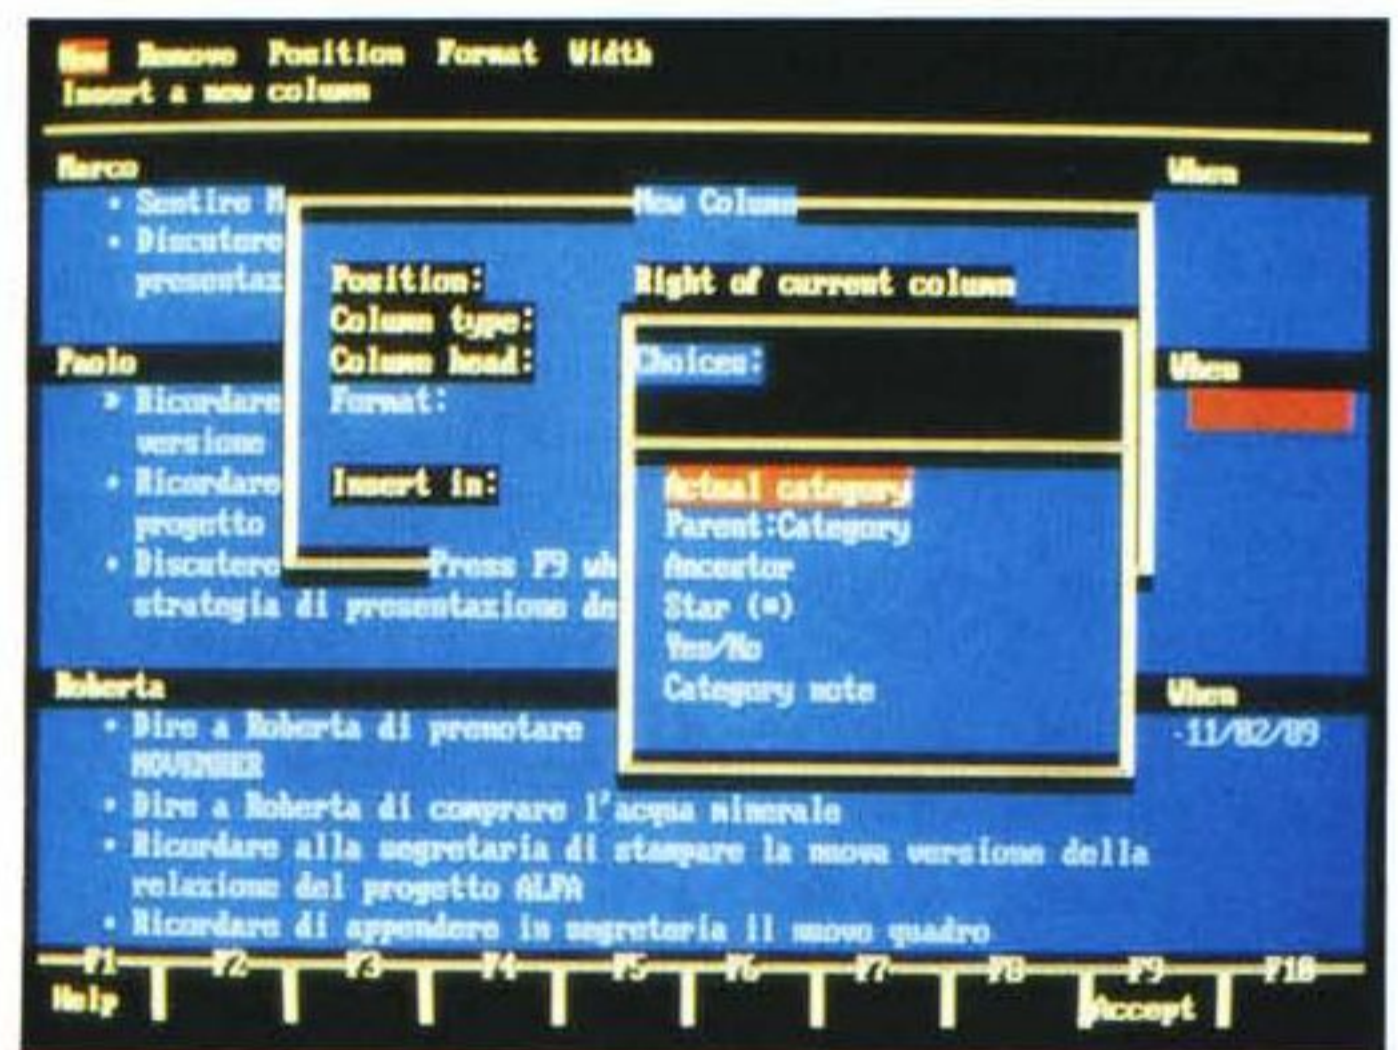 New Remove Position Format Width
Insert a new column
Marco When
• Sentire M
New Column
• Discutere
presentaz
Position: Right of current column
Column type:
Column head:
Choices:
Format:
Insert in:
Actual category
Parent:Category
Ancestor
Star (*)
Yes/No
Category note
Press F9 wh
Paolo When
• Ricordare
versione
• Ricordare
progetto
• Discutere
strategia di presentazione de
Roberta When
• Dire a Roberta di prenotare ·11/02/89
NOVEMBER
• Dire a Roberta di comprare l'acqua minerale
• Ricordare alla segretaria di stampare la nuova versione della
relazione del progetto ALFA
• Ricordare di appendere in segreteria il nuovo quadro
F1 F2 F3 F4 F5 F6 F7 F8 F9 F10
Help Accept